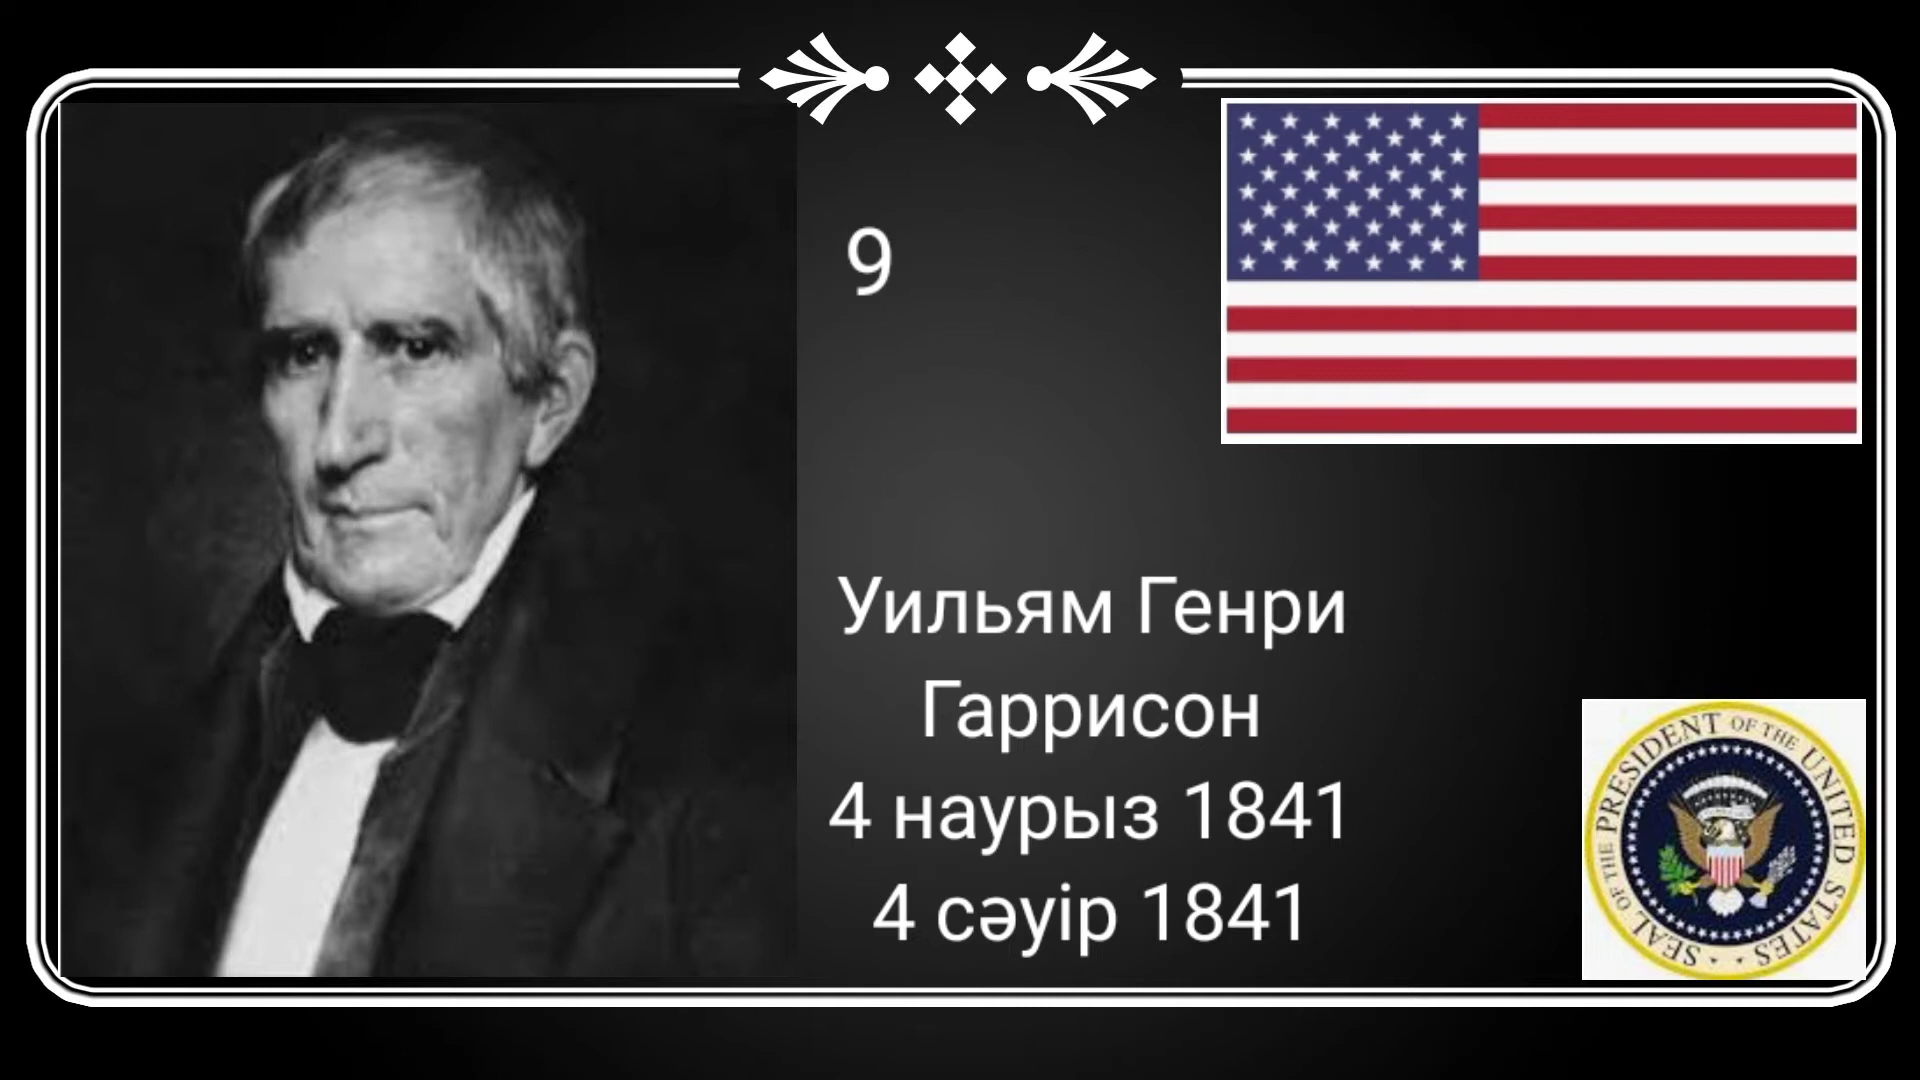 9
Уильям Генри
Гаррисон
4 наурыз 1841
4 сәуір 1841
SEAL OF THE PRESIDENT OF THE UNITED STATES